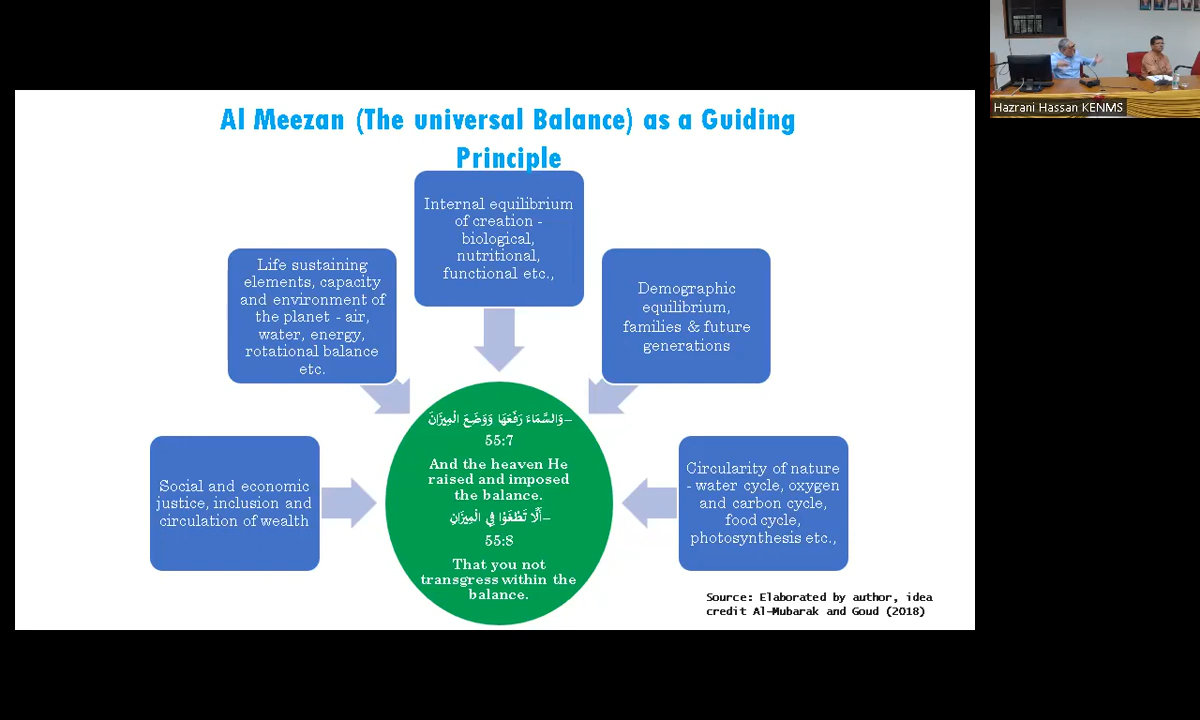 Al Meezan (The universal Balance) as a Guiding
Principle
Internal equilibrium
of creation -
biological,
nutritional,
functional etc.,
Life sustaining
elements, capacity
and environment of
the planet - air,
water, energy,
rotational balance
etc.
Demographic
equilibrium,
families & future
generations
Social and economic
justice, inclusion and
circulation of wealth
–وَالسَّمَاءَ رَفَعَهَا وَوَضَعَ الْمِيزَانَ
55:7
And the heaven He
raised and imposed
the balance.
–أَلَّا تَطْغَوْا فِي الْمِيزَانِ
55:8
That you not
transgress within the
balance.
Circularity of nature
- water cycle, oxygen
and carbon cycle,
food cycle,
photosynthesis etc.,
Source: Elaborated by author, idea
credit Al-Mubarak and Goud (2018)
Hazrani Hassan KENMS